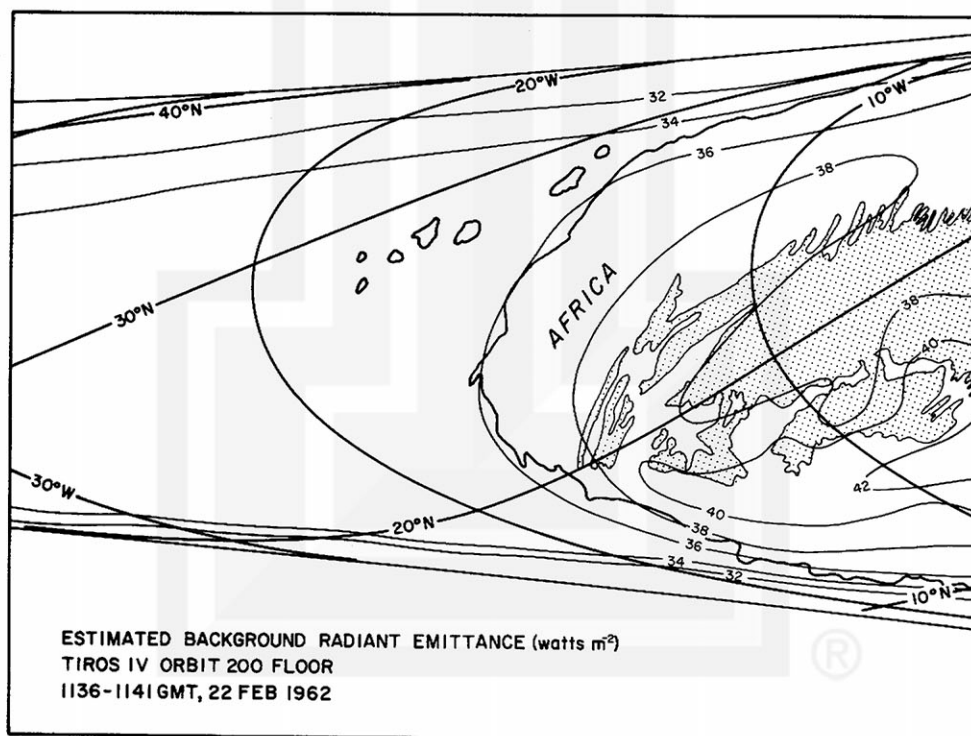 20°W
10°W
40°N
32
34
36
38
AFRICA
30°N
38
40
42
30°W
20°N
40
38
36
34
32
10°N
ESTIMATED BACKGROUND RADIANT EMITTANCE (watts m⁻²)
TIROS IV ORBIT 200 FLOOR
1136-1141 GMT, 22 FEB 1962
®